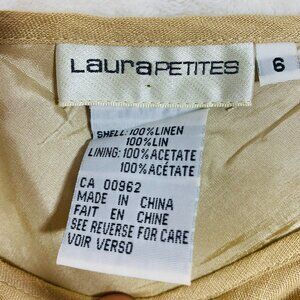 LauraPETITES
6
SHELL: 100% LINEN
100% LIN
LINING: 100% ACETATE
100% ACÉTATE
CA 00962
MADE IN CHINA
FAIT EN CHINE
SEE REVERSE FOR CARE
VOIR VERSO